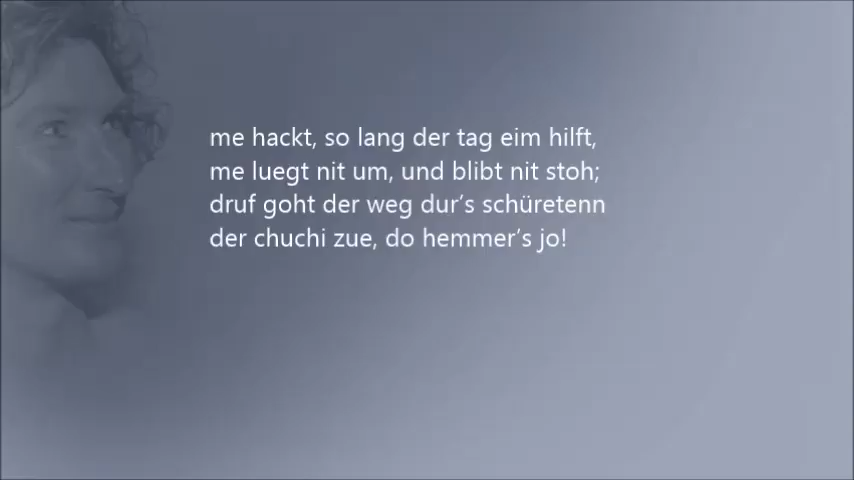 me hackt, so lang der tag eim hilft,
me luegt nit um, und blibt nit stoh;
druf goht der weg dur’s schüretenn
der chuchi zue, do hemmer’s jo!